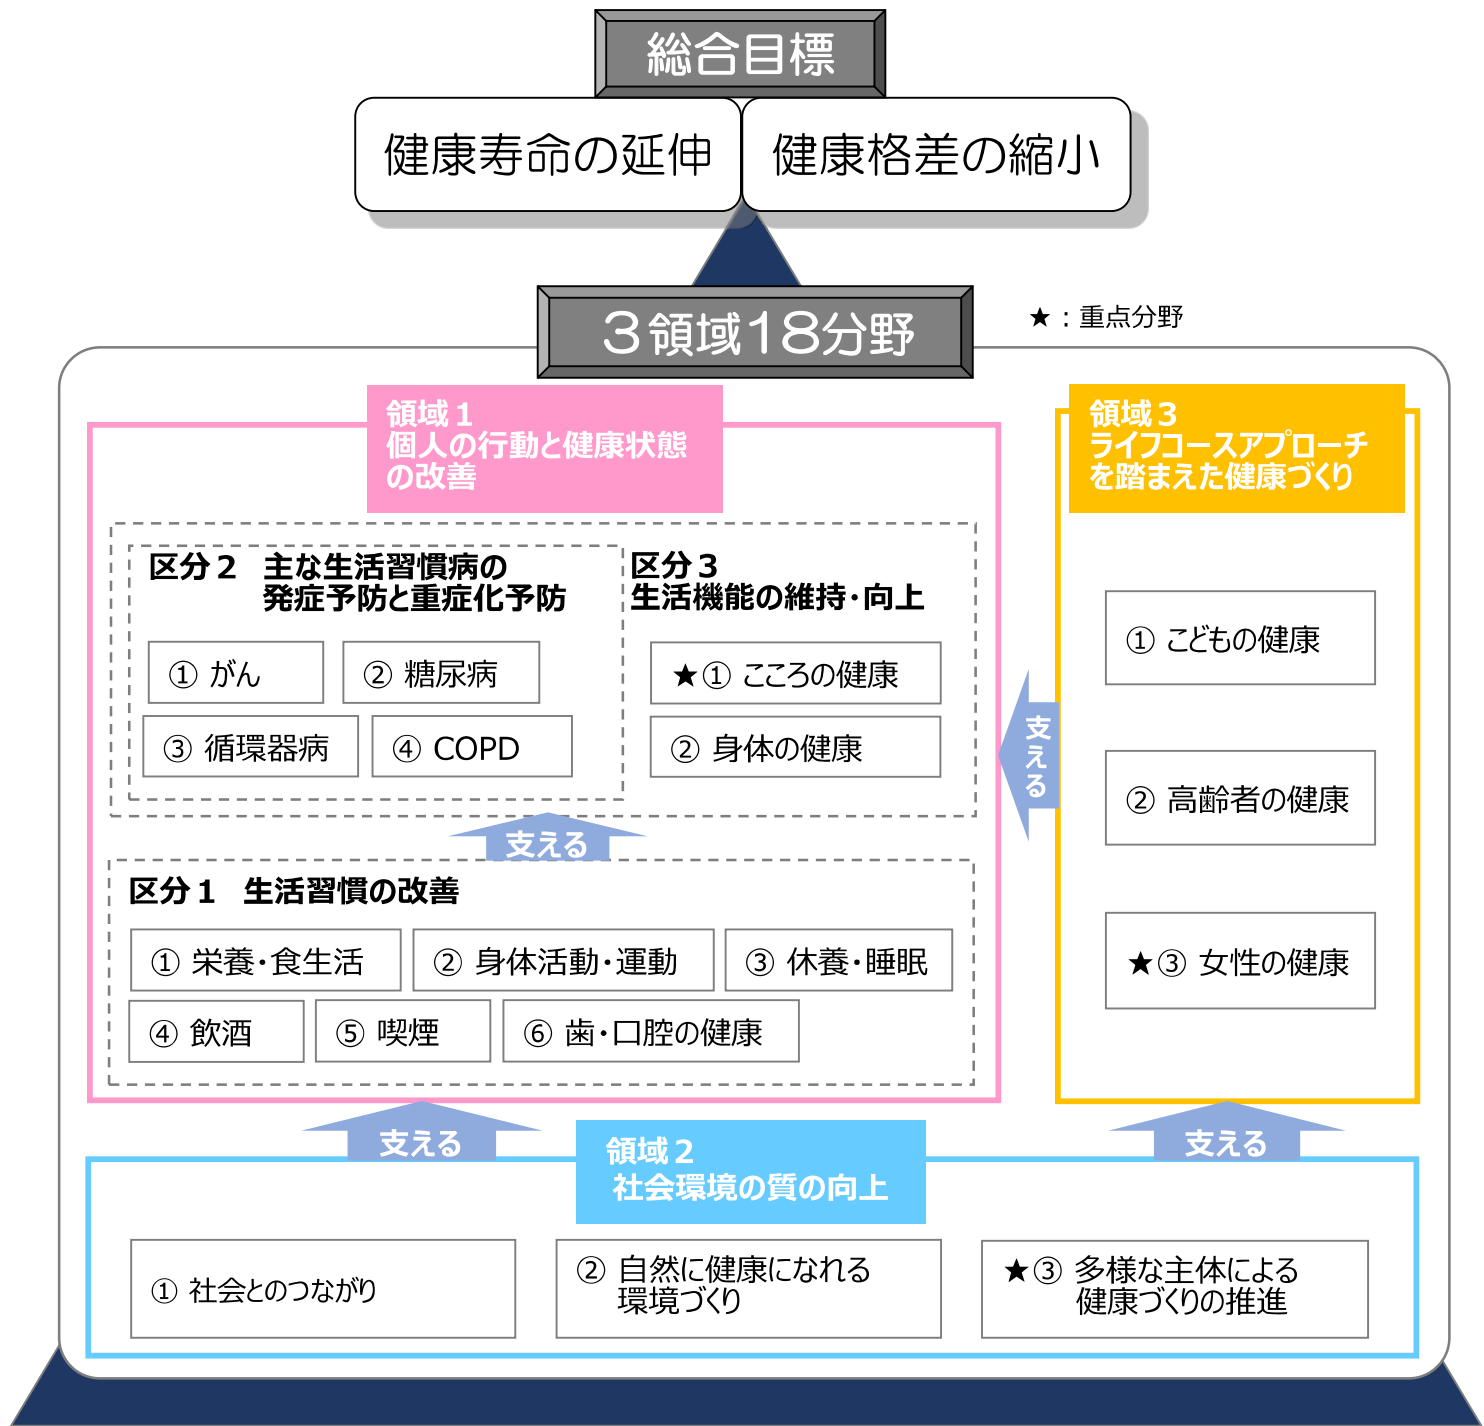 総合目標
健康寿命の延伸
健康格差の縮小
3領域18分野
★：重点分野
領域１
個人の行動と健康状態
の改善
区分２ 主な生活習慣病の
発症予防と重症化予防
① がん
② 糖尿病
③ 循環器病
④ COPD
区分３
生活機能の維持・向上
★① こころの健康
② 身体の健康
支える
区分１ 生活習慣の改善
① 栄養・食生活
② 身体活動・運動
③ 休養・睡眠
④ 飲酒
⑤ 喫煙
⑥ 歯・口腔の健康
支える
領域３
ライフコースアプローチ
を踏まえた健康づくり
① こどもの健康
② 高齢者の健康
★③ 女性の健康
支える
支える
領域２
社会環境の質の向上
① 社会とのつながり
② 自然に健康になれる
環境づくり
★③ 多様な主体による
健康づくりの推進